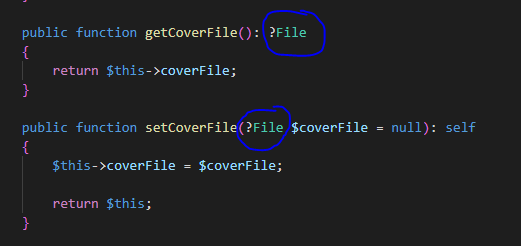 }
public function getCoverFile(): ?File
{
return $this->coverFile;
}
public function setCoverFile(?File $coverFile = null): self
{
$this->coverFile = $coverFile;
return $this;
}